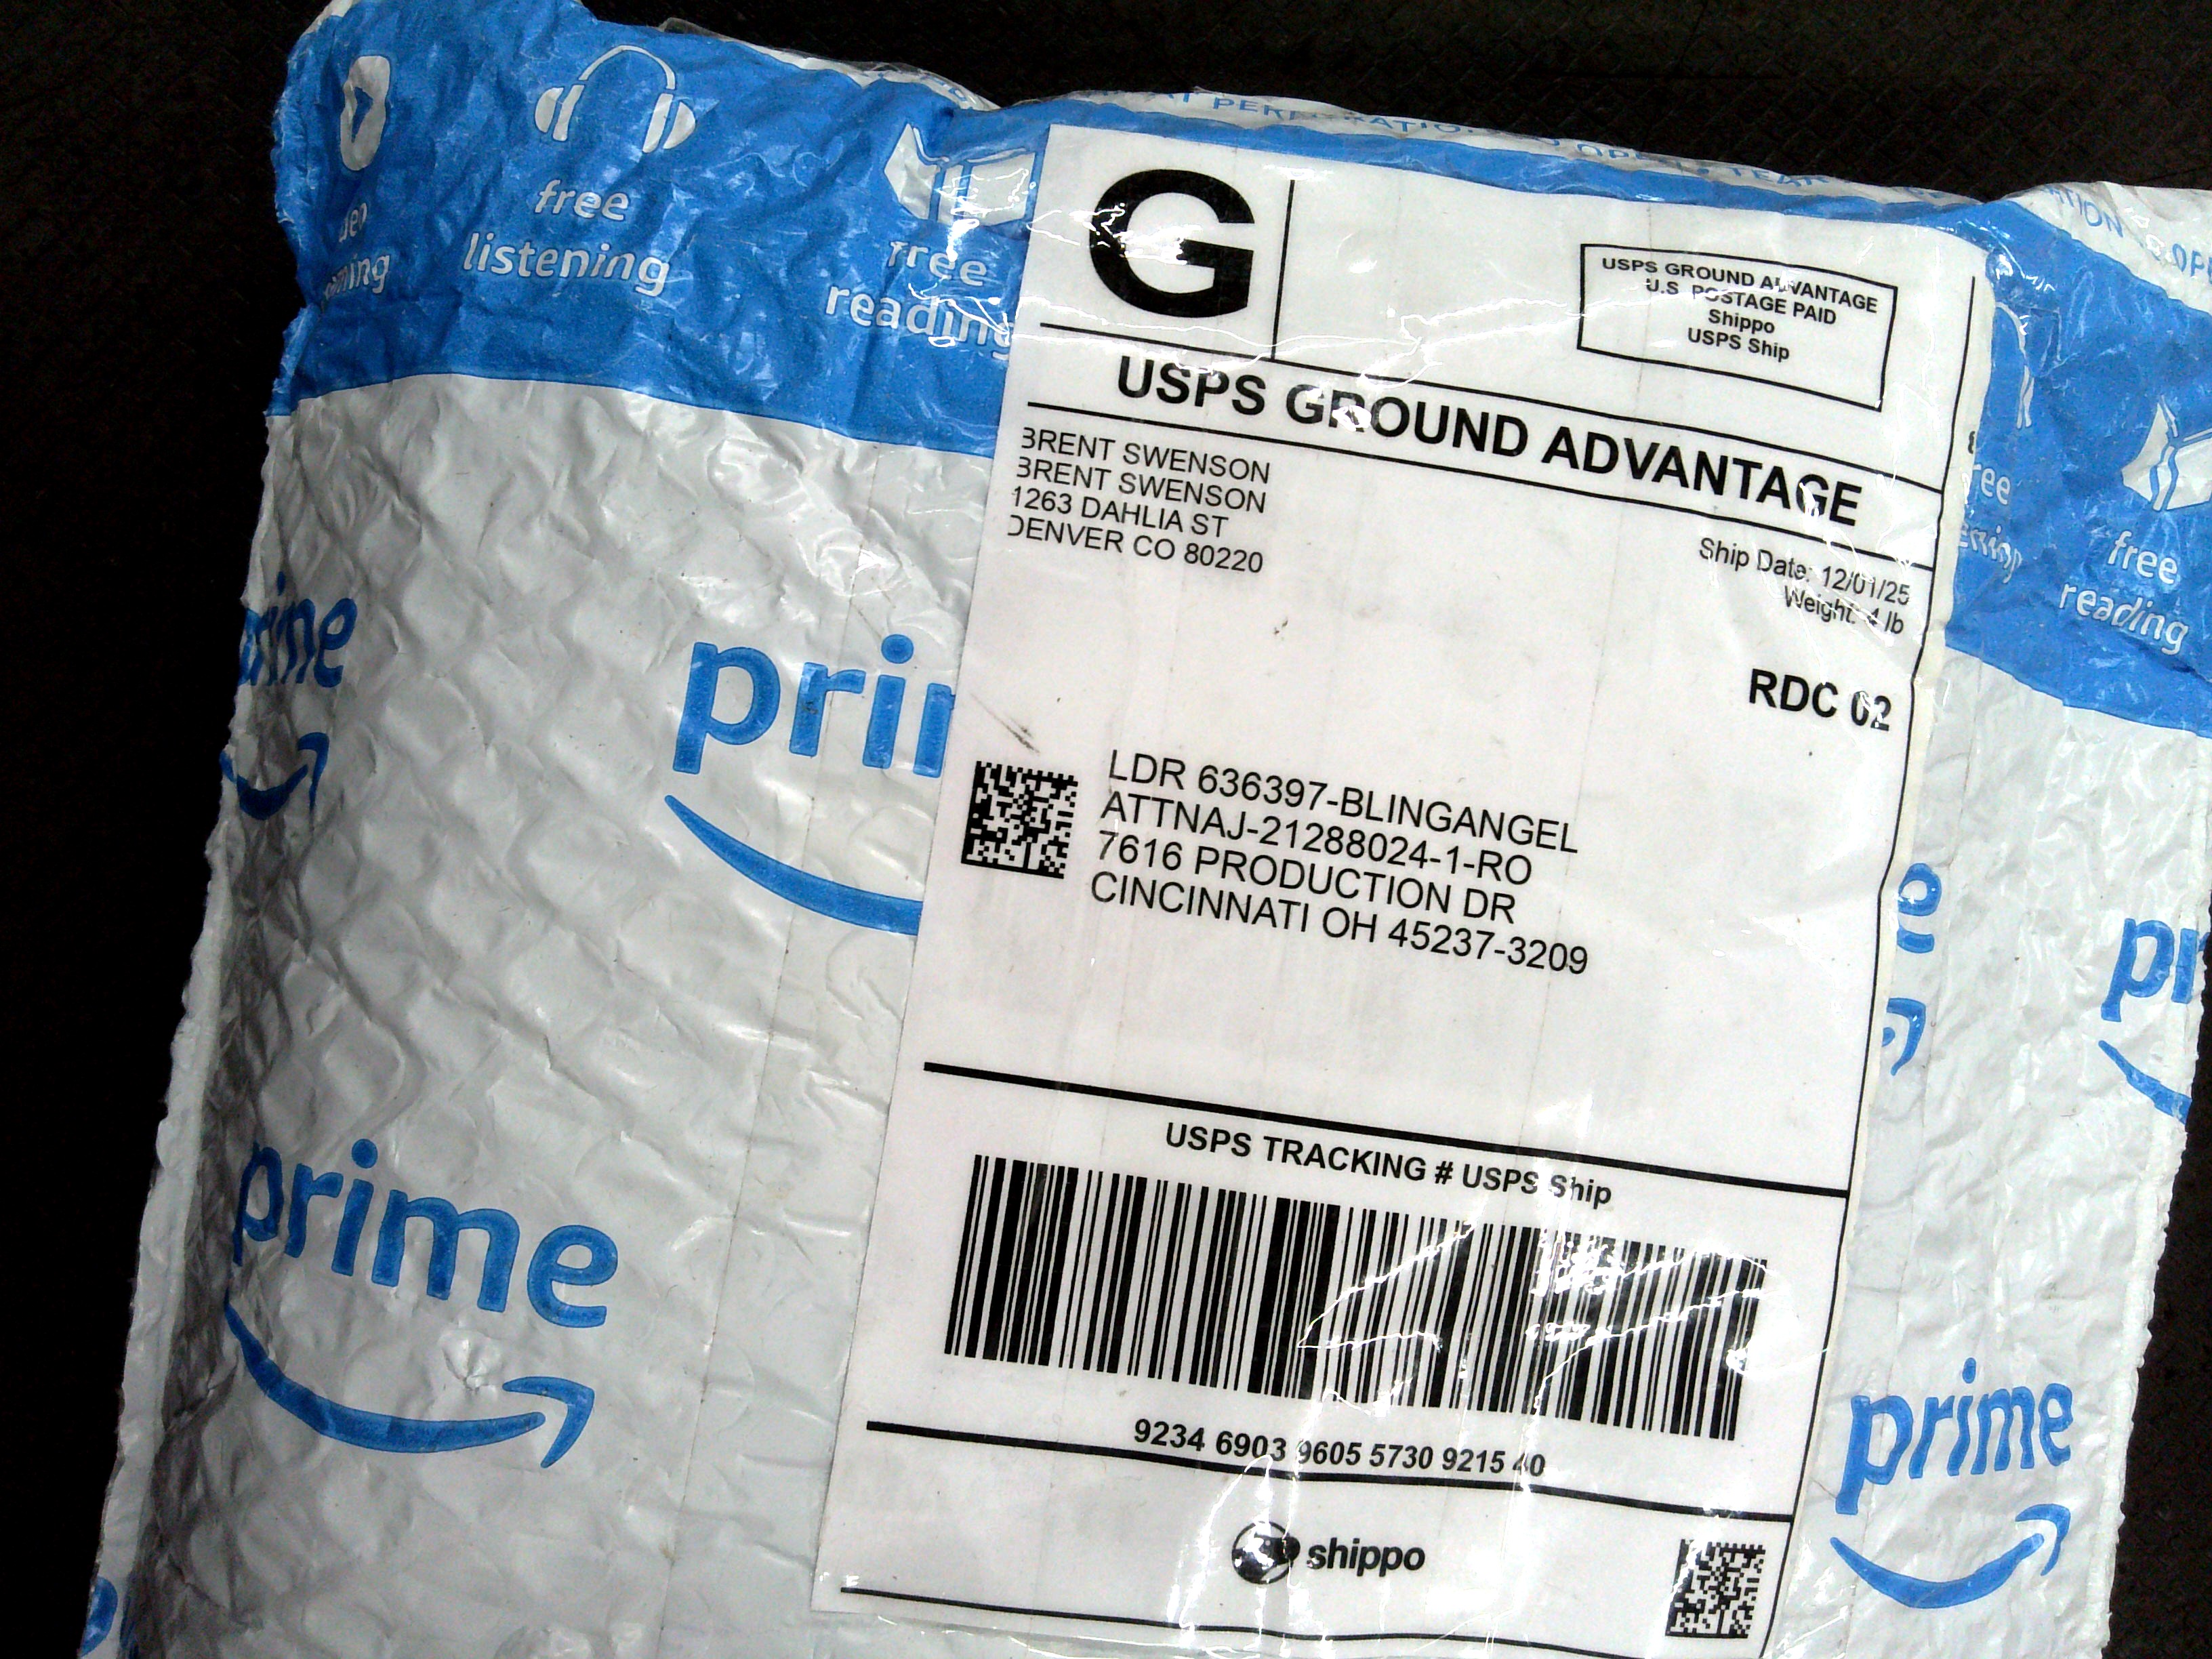 free
listening
free
reading
G
USPS GROUND ADVANTAGE
U.S. POSTAGE PAID
Shippo
USPS Ship
USPS GROUND ADVANTAGE
BRENT SWENSON
BRENT SWENSON
1263 DAHLIA ST
DENVER CO 80220
Ship Date: 12/01/25
Weight: 4 lb
RDC 02
LDR 636397-BLINGANGEL
ATTNAJ-21288024-1-RO
7616 PRODUCTION DR
CINCINNATI OH 45237-3209
USPS TRACKING # USPS Ship
9234 6903 9605 5730 9215 40
shippo
free
reading
prime
prime
prime